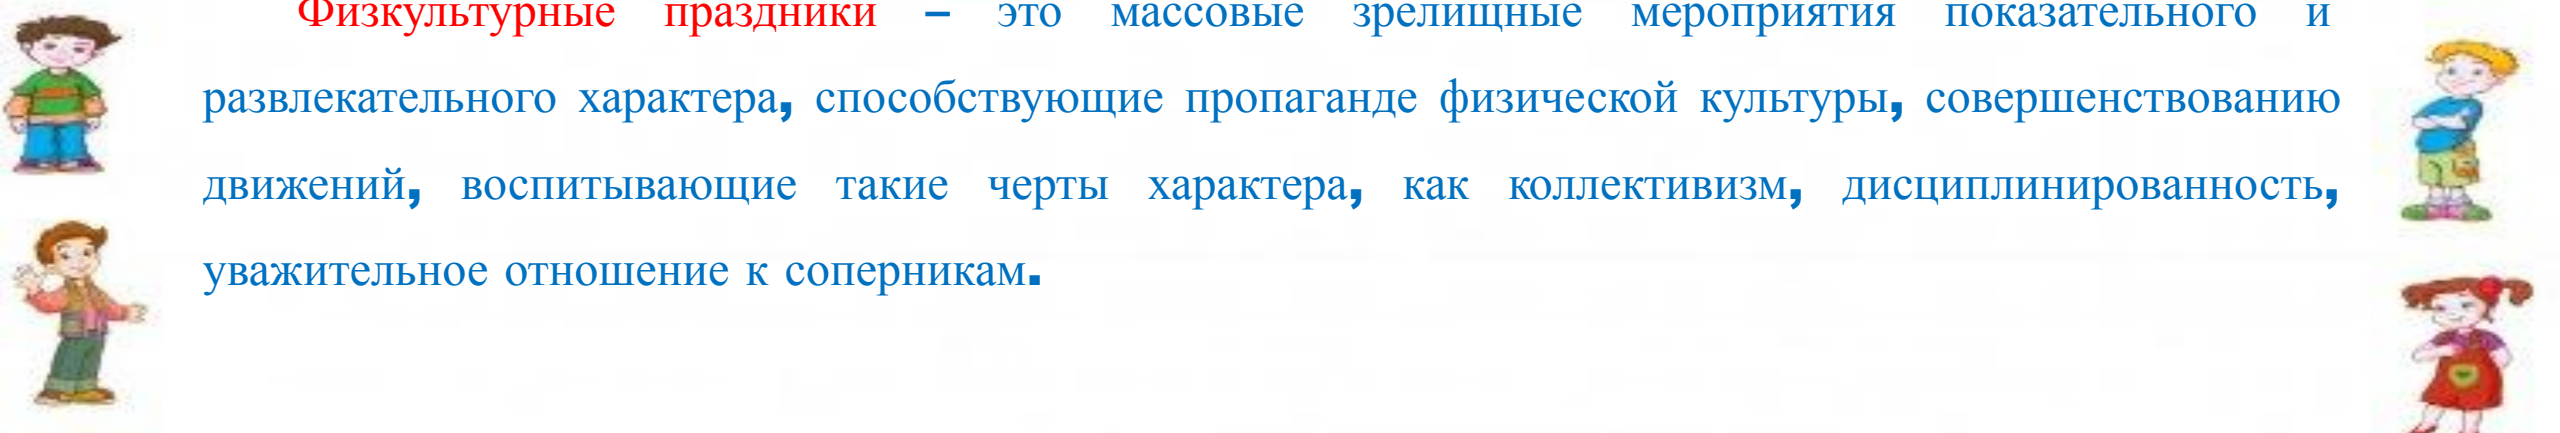 Физкультурные праздники – это массовые зрелищные мероприятия показательного и
развлекательного характера, способствующие пропаганде физической культуры, совершенствованию
движений, воспитывающие такие черты характера, как коллективизм, дисциплинированность,
уважительное отношение к соперникам.